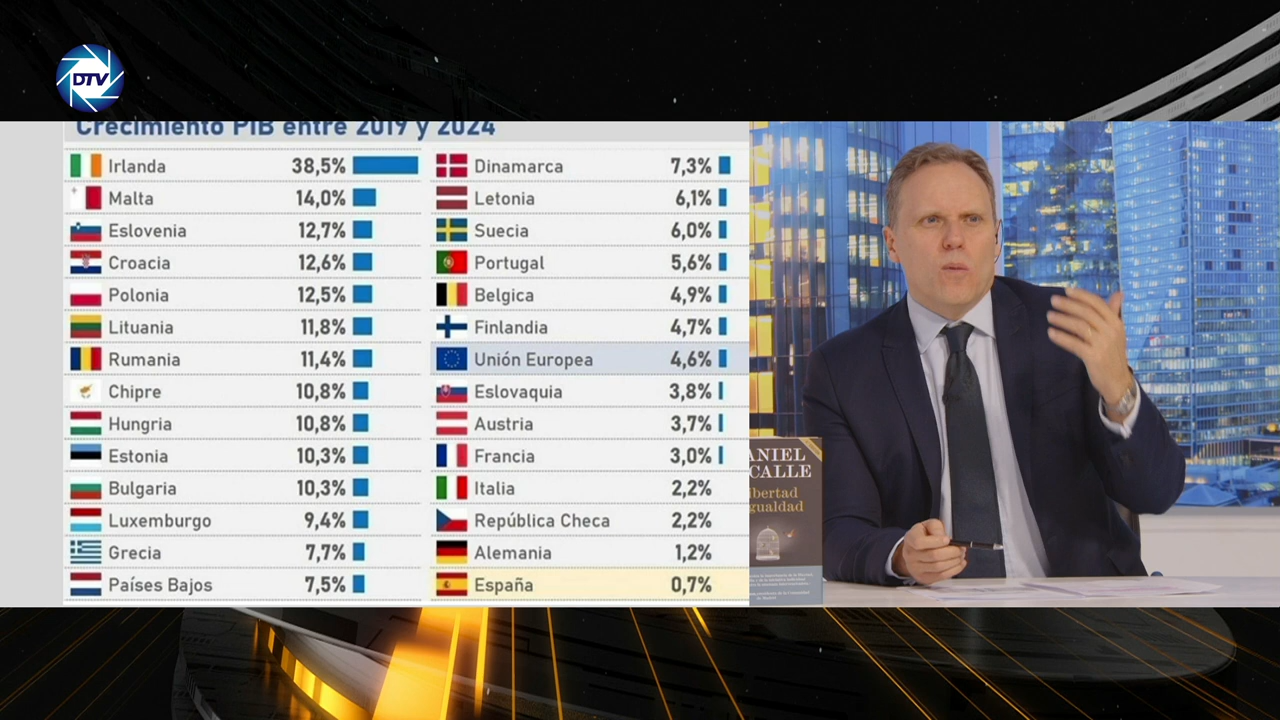 DTV
Crecimiento PIB entre 2019 y 2024
Irlanda 38,5%
Malta 14,0%
Eslovenia 12,7%
Croacia 12,6%
Polonia 12,5%
Lituania 11,8%
Rumania 11,4%
Chipre 10,8%
Hungria 10,8%
Estonia 10,3%
Bulgaria 10,3%
Luxemburgo 9,4%
Grecia 7,7%
Países Bajos 7,5%
Dinamarca 7,3%
Letonia 6,1%
Suecia 6,0%
Portugal 5,6%
Belgica 4,9%
Finlandia 4,7%
Unión Europea 4,6%
Eslovaquia 3,8%
Austria 3,7%
Francia 3,0%
Italia 2,2%
República Checa 2,2%
Alemania 1,2%
España 0,7%
ANIEL
CALLE
ibertad
gualdad